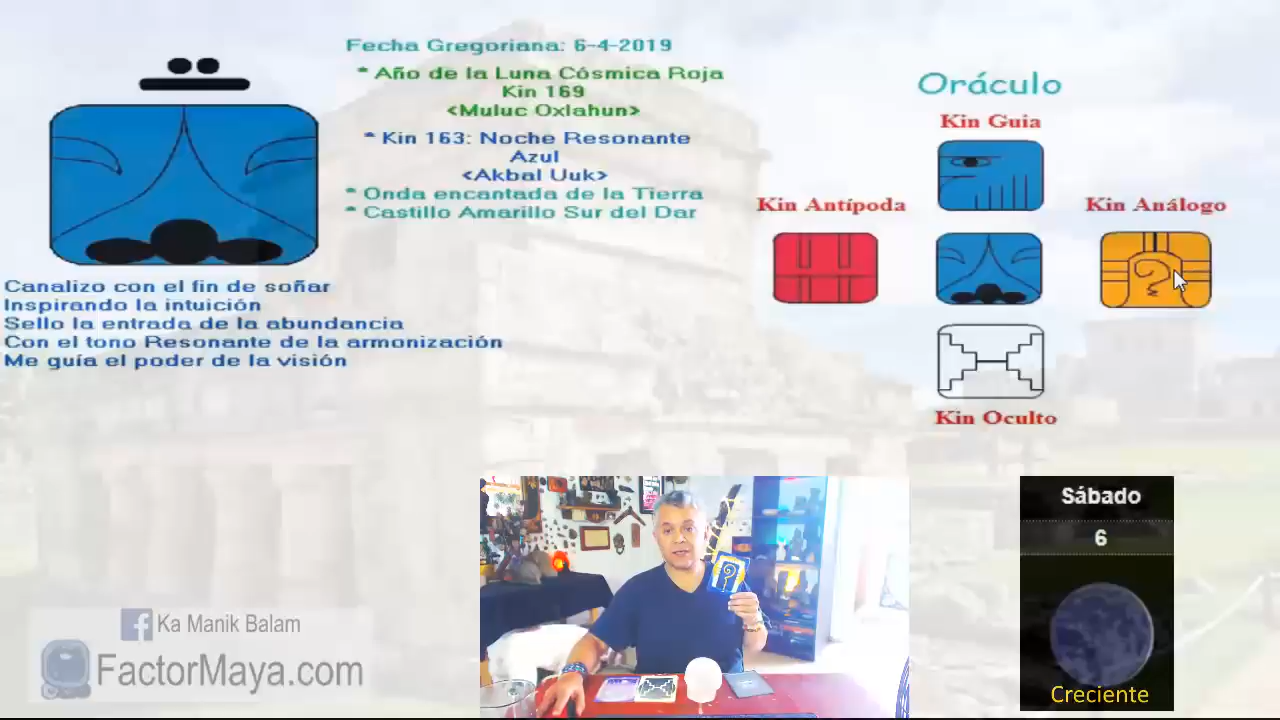 Fecha Gregoriana: 6-4-2019
* Año de la Luna Cósmica Roja
Kin 169
<Muluc Oxlahun>
* Kin 163: Noche Resonante
Azul
<Akbal Uuk>
* Onda encantada de la Tierra
* Castillo Amarillo Sur del Dar
Canalizo con el fin de soñar
Inspirando la intuición
Sello la entrada de la abundancia
Con el tono Resonante de la armonización
Me guía el poder de la visión
Oráculo
Kin Guia
Kin Antípoda
Kin Análogo
Kin Oculto
Ka Manik Balam
FactorMaya.com
Sábado
6
Creciente